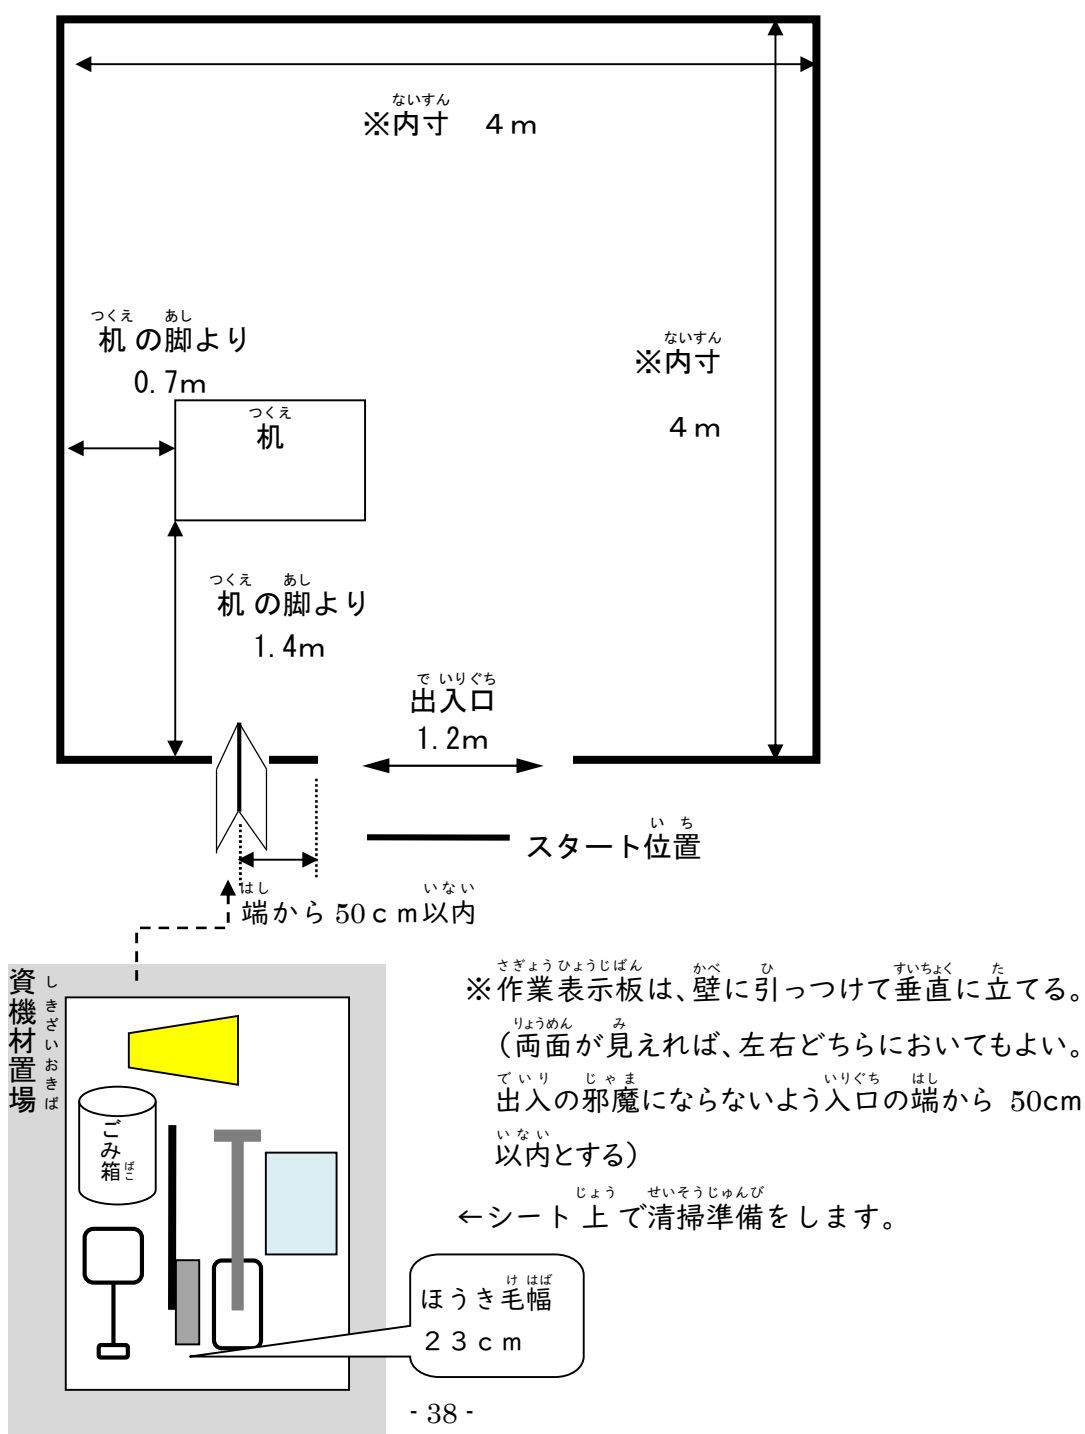 ※内寸　４ｍ
机の脚より
0.7ｍ
※内寸
４ｍ
机
机の脚より
1.4ｍ
出入口
1.2ｍ
スタート位置
端から50ｃｍ以内
資機材置場
※作業表示板は、壁に引っつけて垂直に立てる。
（両面が見えれば、左右どちらにおいてもよい。
出入の邪魔にならないよう入口の端から 50cm
以内とする）
ごみ箱
←シート上で清掃準備をします。
ほうき毛幅
２３ｃｍ
- 38 -